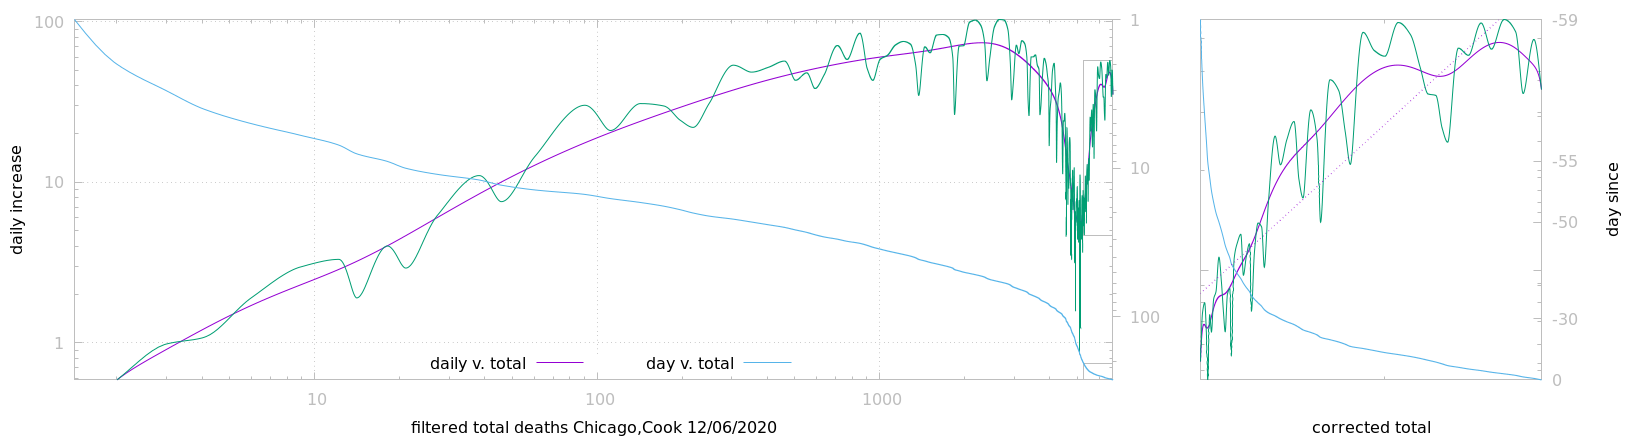 100
10
1
daily increase
1
10
100
daily v. total
day v. total
10
100
1000
filtered total deaths Chicago,Cook 12/06/2020
-59
-55
-50
-30
0
day since
corrected total